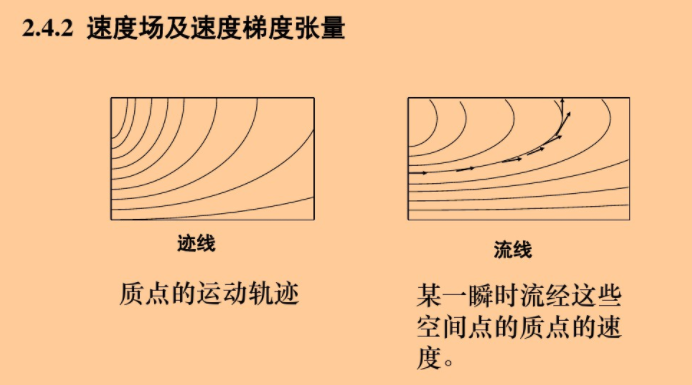 2.4.2 速度场及速度梯度张量
迹线
流线
质点的运动轨迹
某一瞬时流经这些
空间点的质点的速
度。